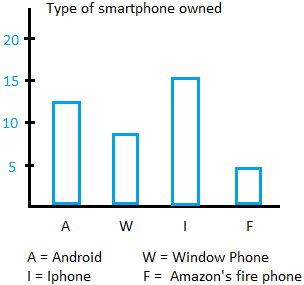 Type of smartphone owned
20
15
10
5
A W I F
A = Android W = Window Phone
I = Iphone F = Amazon's fire phone